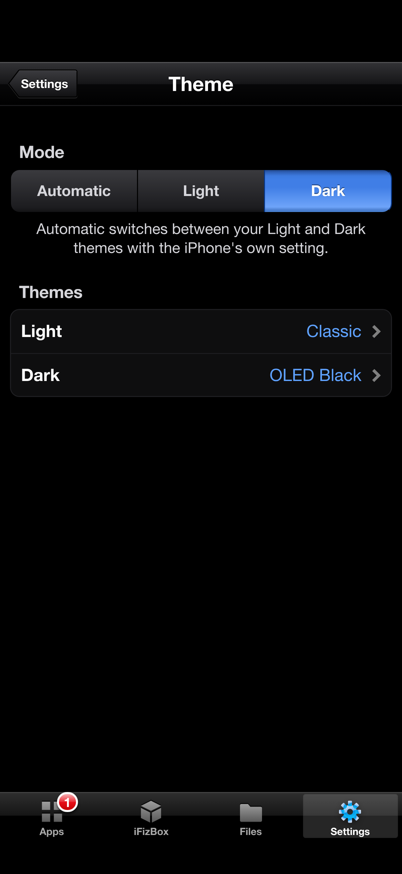 Settings
Theme
Mode
Automatic
Light
Dark
Automatic switches between your Light and Dark
themes with the iPhone's own setting.
Themes
Light
Classic
Dark
OLED Black
1
Apps
iFizBox
Files
Settings